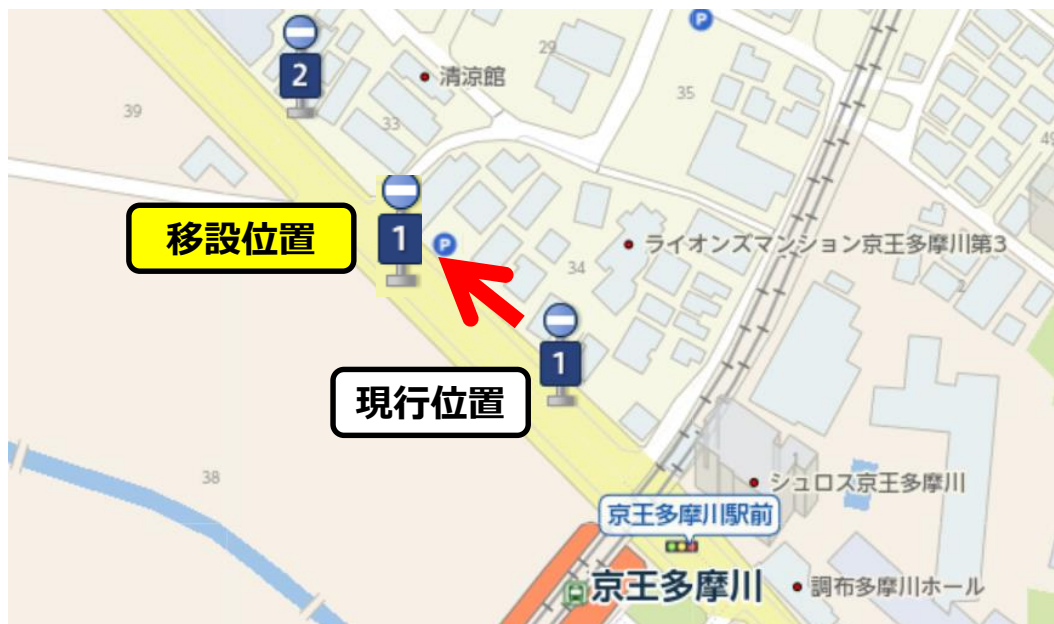 2
清涼館
29
39
33
35
移設位置
1
P
P
ライオンズマンション京王多摩川第3
34
2
1
現行位置
38
1
シュロス京王多摩川
京王多摩川駅前
京王多摩川
調布多摩川ホール